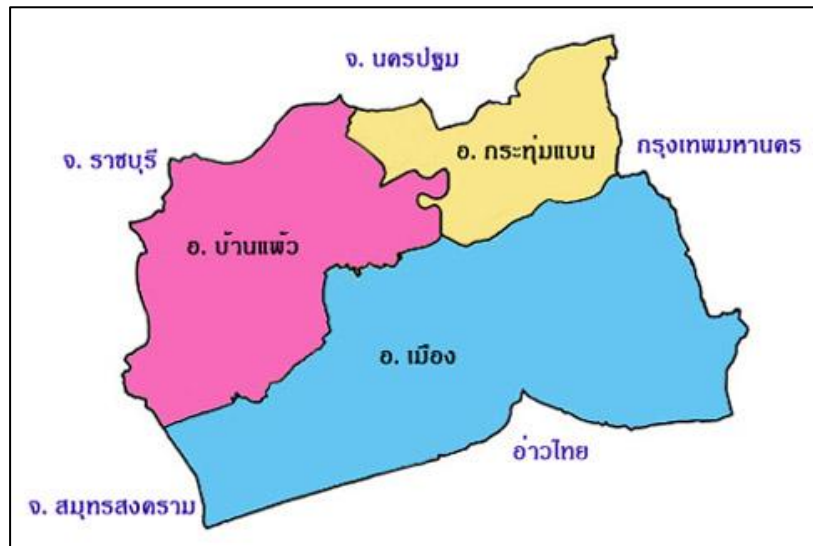 จ. นครปฐม
จ. ราชบุรี
อ. กระทุ่มแบน
กรุงเทพมหานคร
อ. บ้านแพ้ว
อ. เมือง
อ่าวไทย
จ. สมุทรสงคราม